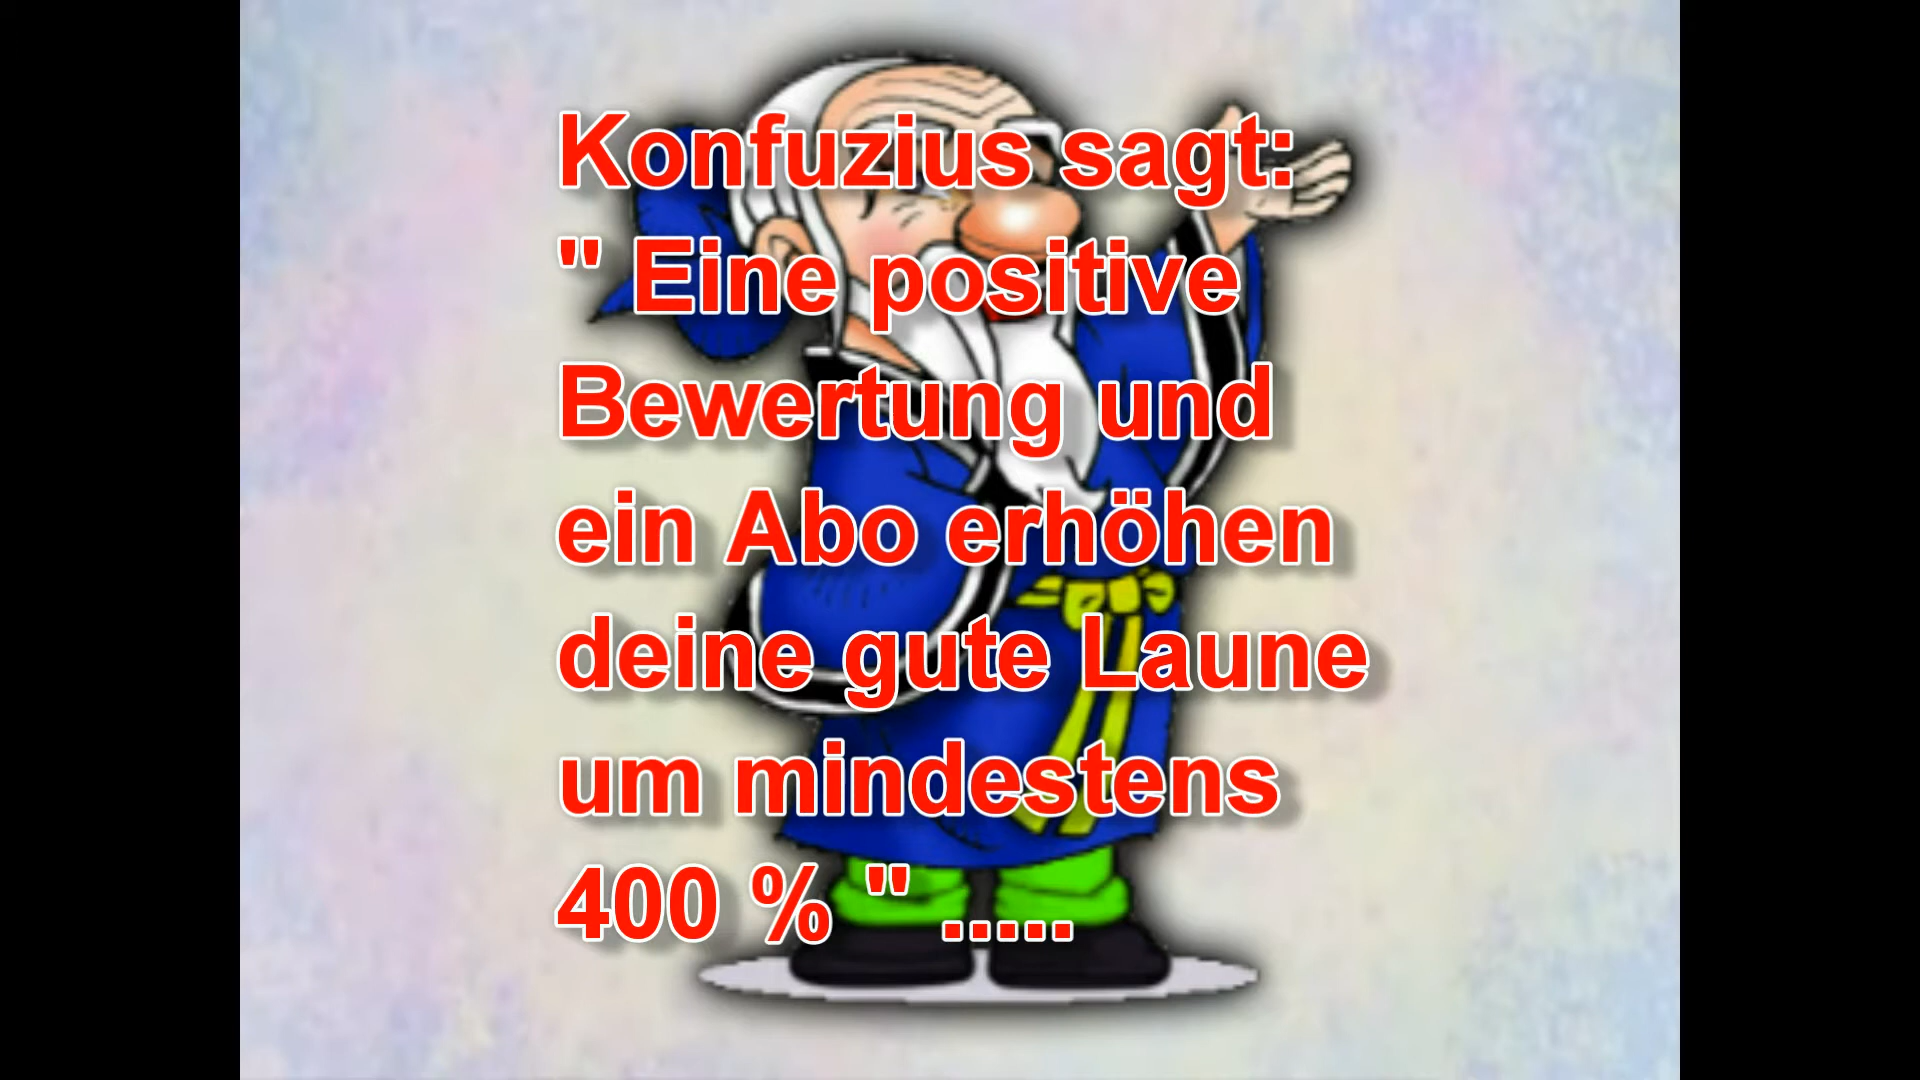 Konfuzius sagt:
" Eine positive
Bewertung und
ein Abo erhöhen
deine gute Laune
um mindestens
400 % " .....